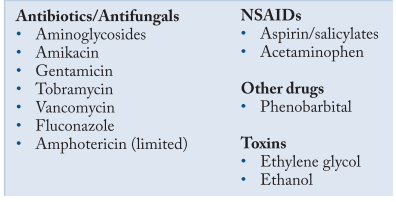 Antibiotics/Antifungals
• Aminoglycosides
• Amikacin
• Gentamicin
• Tobramycin
• Vancomycin
• Fluconazole
• Amphotericin (limited)
NSAIDs
• Aspirin/salicylates
• Acetaminophen
Other drugs
• Phenobarbital
Toxins
• Ethylene glycol
• Ethanol